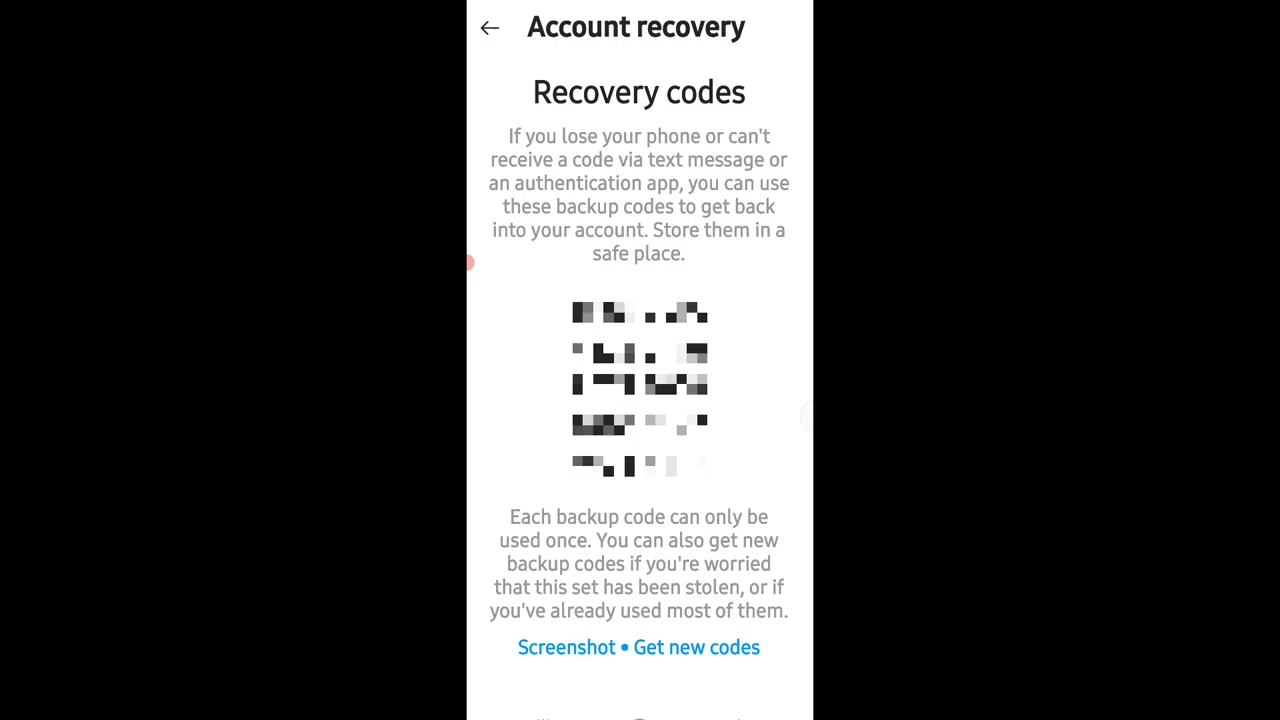 Account recovery
Recovery codes
If you lose your phone or can't
receive a code via text message or
an authentication app, you can use
these backup codes to get back
into your account. Store them in a
safe place.
Each backup code can only be
used once. You can also get new
backup codes if you're worried
that this set has been stolen, or if
you've already used most of them.
Screenshot • Get new codes